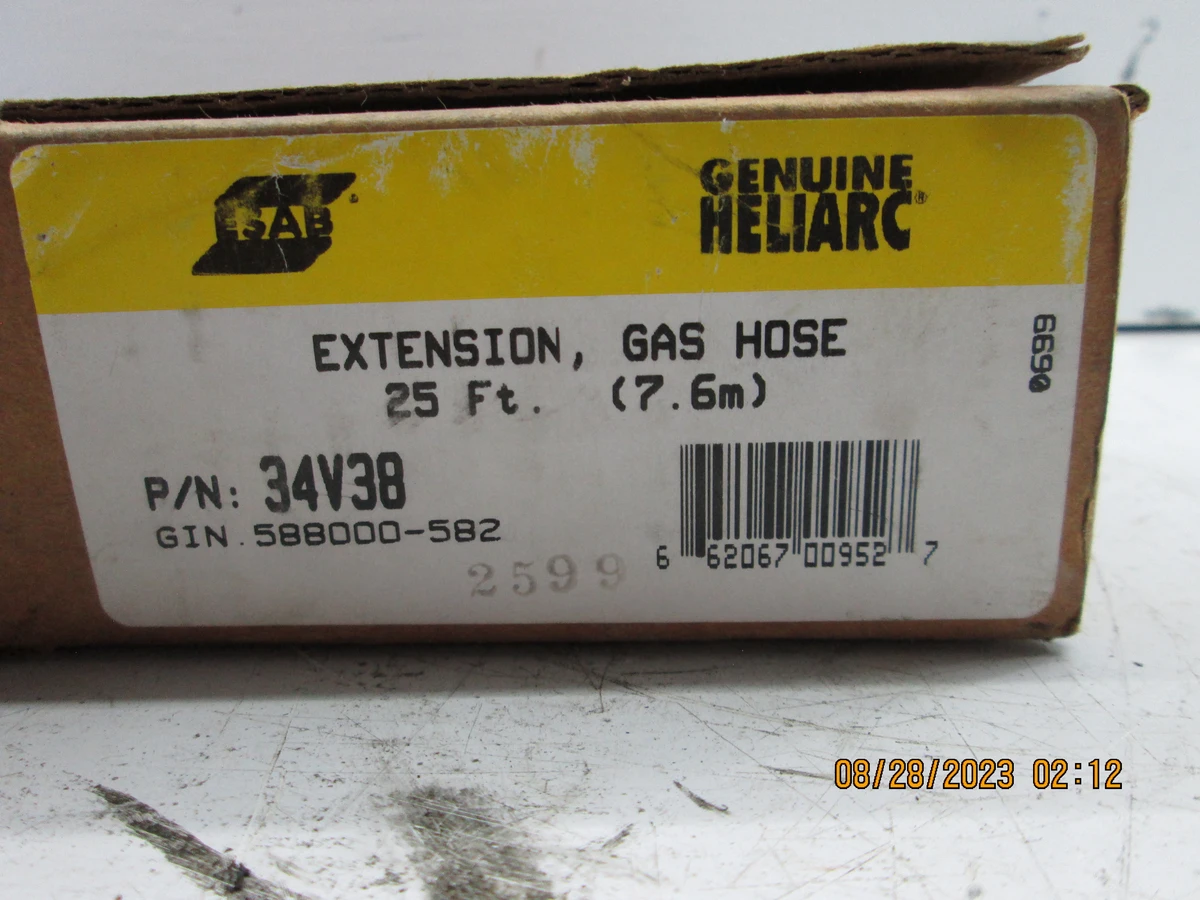 ESAB®
GENUINE
HELIARC®
EXTENSION, GAS HOSE
25 Ft. (7.6m)
0699
P/N: 34V38
GIN.588000-582
2599
6 62067 00952 7
08/28/2023 02:12